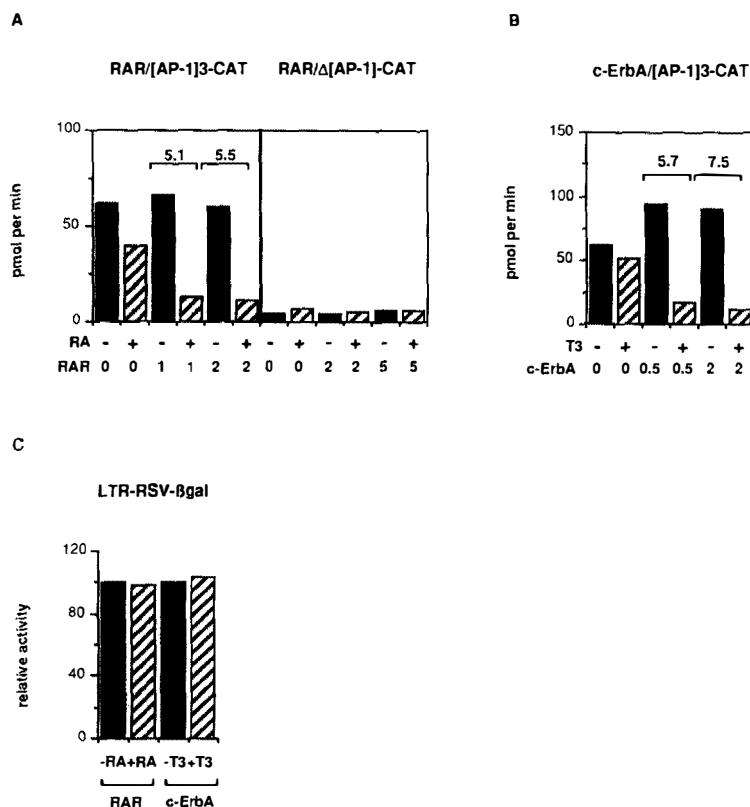 A
B
RAR/[AP-1]3-CAT
RAR/Δ[AP-1]-CAT
c-ErbA/[AP-1]3-CAT
100
50
0
pmol per min
5.1
5.5
RA - + - + - + - + - + - +
RAR 0 0 1 1 2 2 0 0 2 2 5 5
150
100
50
0
pmol per min
5.7
7.5
T3 - + - + - +
c-ErbA 0 0 0.5 0.5 2 2
C
LTR-RSV-βgal
120
80
40
0
relative activity
-RA+RA -T3+T3
RAR c-ErbA